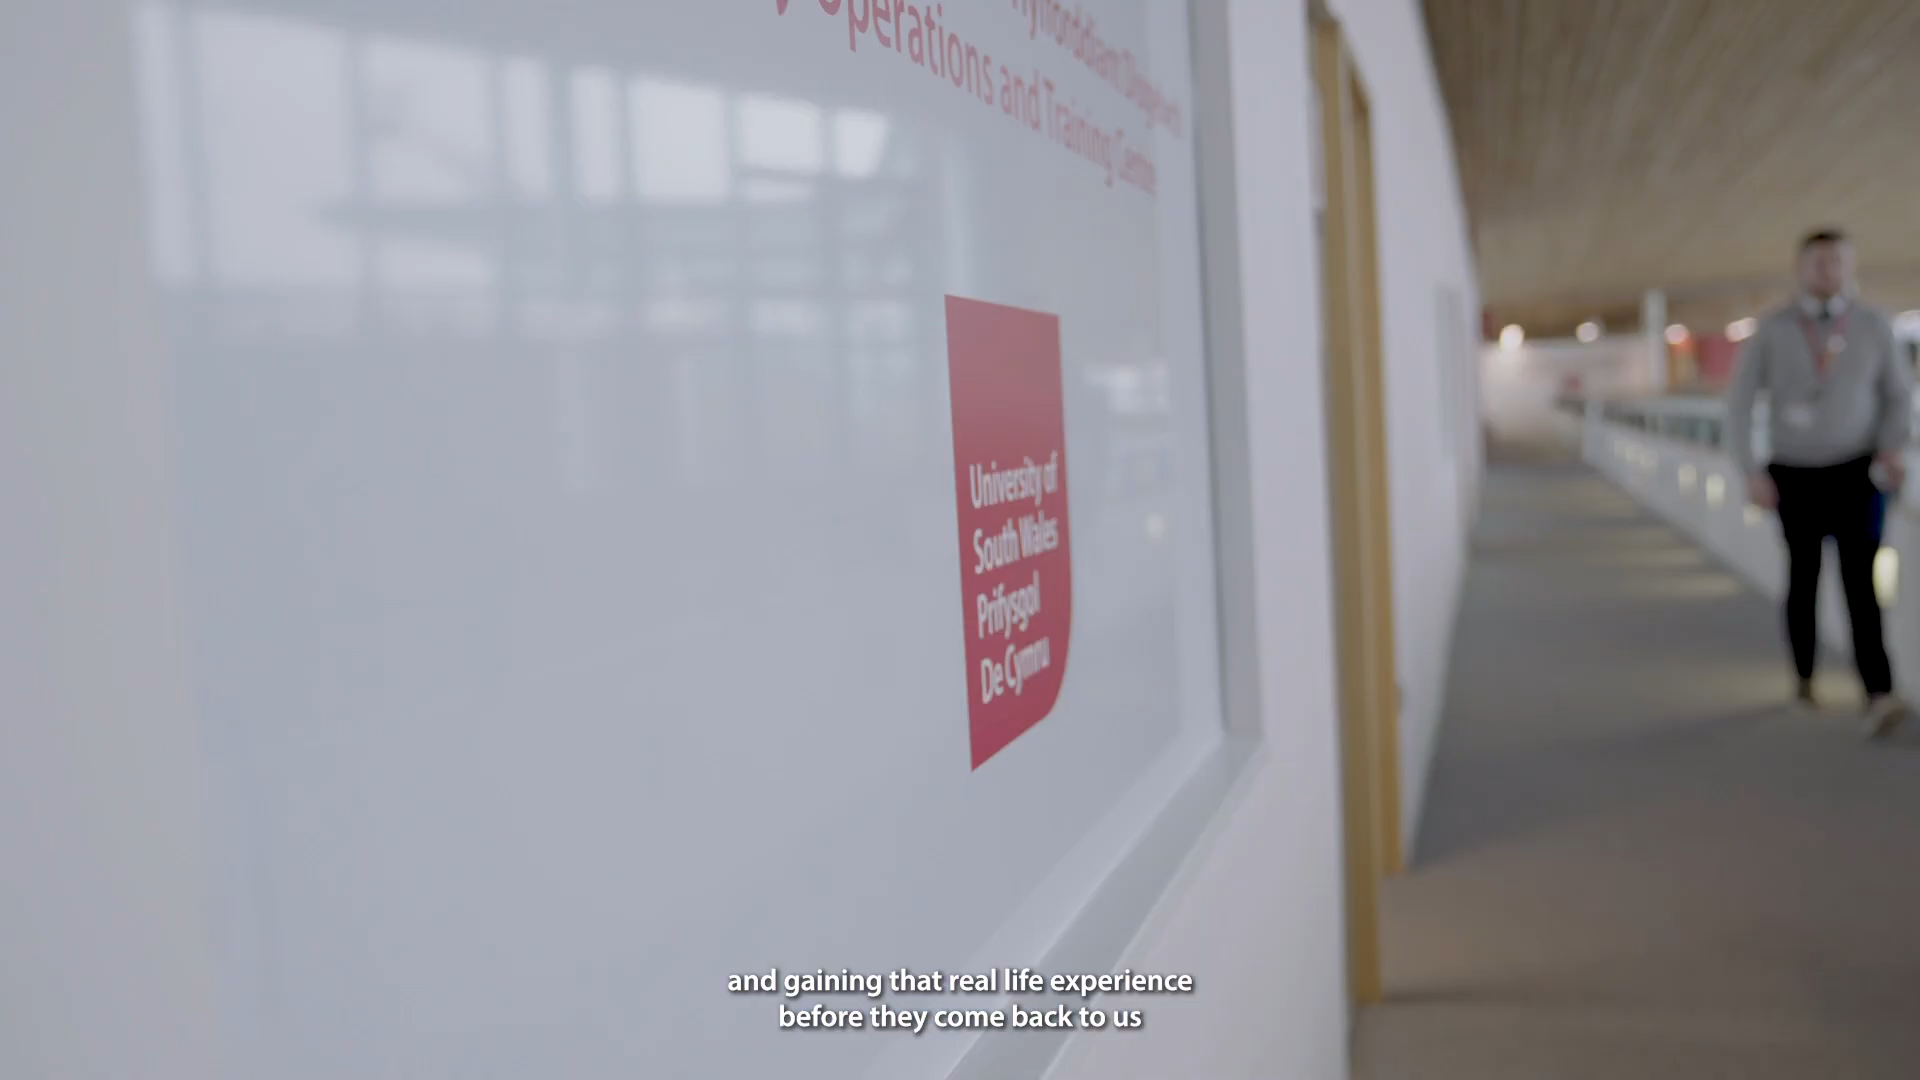 Operations and Training Centre
University of
South Wales
Prifysgol
De Cymru
and gaining that real life experience
before they come back to us